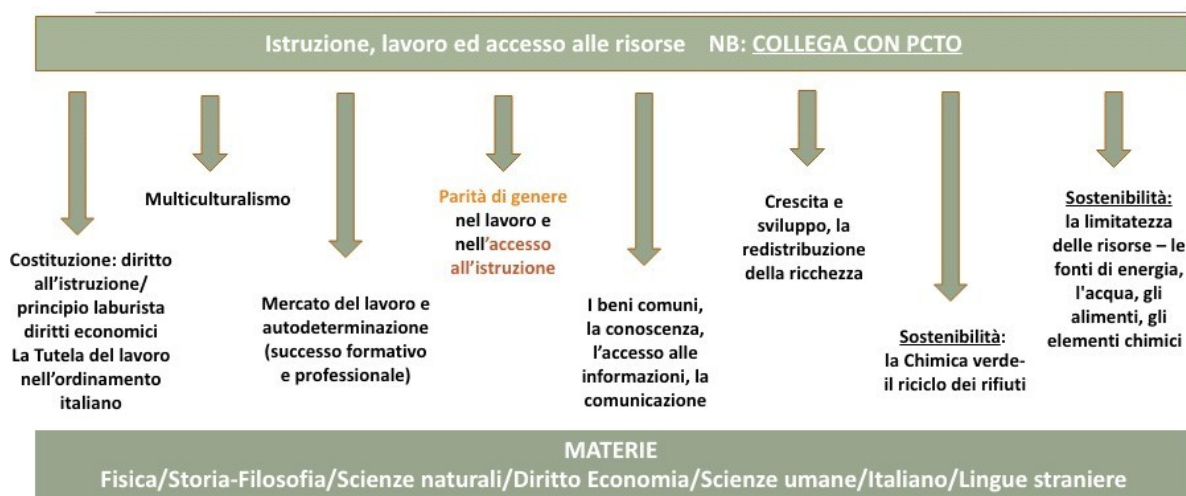 Istruzione, lavoro ed accesso alle risorse NB: COLLEGA CON PCTO
Costituzione: diritto
all'istruzione/
principio laburista
diritti economici
La Tutela del lavoro
nell'ordinamento
italiano
Multiculturalismo
Mercato del lavoro e
autodeterminazione
(successo formativo
e professionale)
Parità di genere
nel lavoro e
nell'accesso
all'istruzione
I beni comuni,
la conoscenza,
l'accesso alle
informazioni, la
comunicazione
Crescita e
sviluppo, la
redistribuzione
della ricchezza
Sostenibilità:
la Chimica verde-
il riciclo dei rifiuti
Sostenibilità:
la limitatezza
delle risorse – le
fonti di energia,
l'acqua, gli
alimenti, gli
elementi chimici
MATERIE
Fisica/Storia-Filosofia/Scienze naturali/Diritto Economia/Scienze umane/Italiano/Lingue straniere